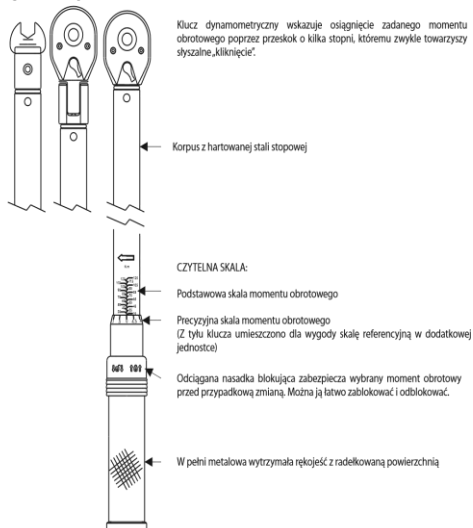 Klucz dynamometryczny wskazuje osiągnięcie zadanego momentu
obrotowego poprzez przeskok o kilka stopni, któremu zwykle towarzyszy
słyszalne „kliknięcie”.
Korpus z hartowanej stali stopowej
CZYTELNA SKALA:
Podstawowa skala momentu obrotowego
Precyzyjna skala momentu obrotowego
(Z tyłu klucza umieszczono dla wygody skalę referencyjną w dodatkowej
jednostce)
Odciągana nasadka blokująca zabezpiecza wybrany moment obrotowy
przed przypadkową zmianą. Można ją łatwo zablokować i odblokować.
W pełni metalowa wytrzymała rękojeść z radełkowaną powierzchnią